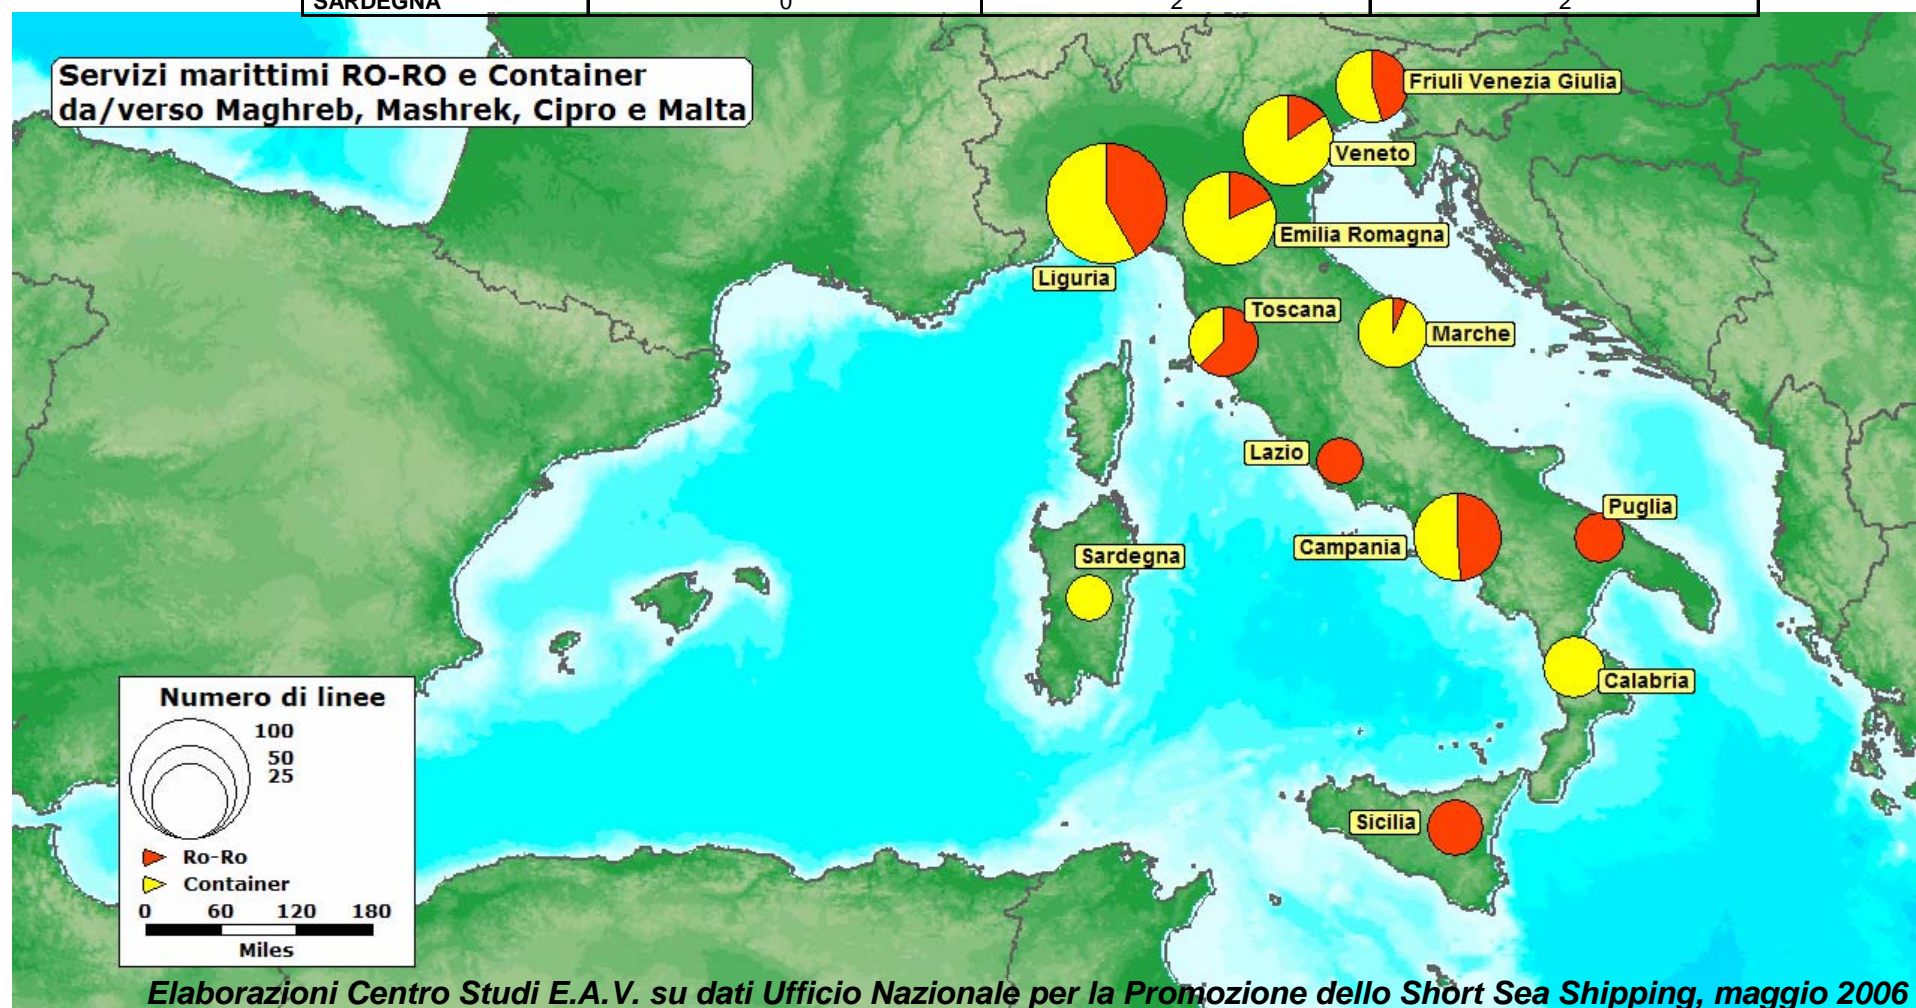 SARDEGNA 0 2 2
Servizi marittimi RO-RO e Container
da/verso Maghreb, Mashrek, Cipro e Malta
Friuli Venezia Giulia
Veneto
Emilia Romagna
Liguria
Toscana
Marche
Lazio
Puglia
Campania
Sardegna
Calabria
Sicilia
Numero di linee
100
50
25
Ro-Ro
Container
0 60 120 180
Miles
Elaborazioni Centro Studi E.A.V. su dati Ufficio Nazionale per la Promozione dello Short Sea Shipping, maggio 2006